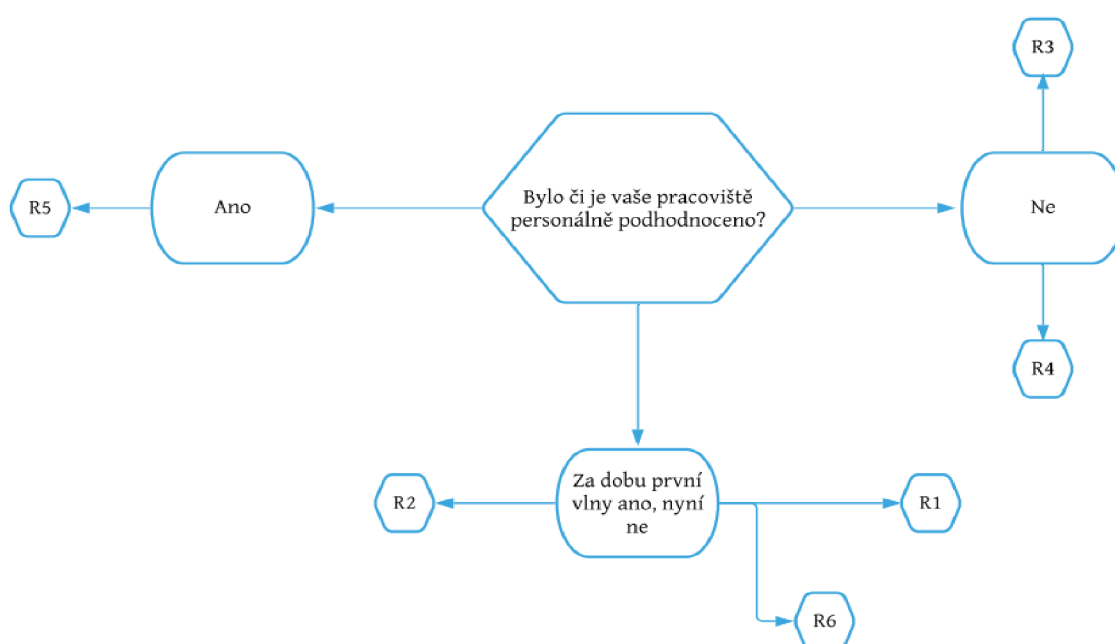 R3
Bylo či je vaše pracoviště
personálně podhodnoceno?
R5
Ano
Ne
R4
Za dobu první
vlny ano, nyní
ne
R2
R1
R6